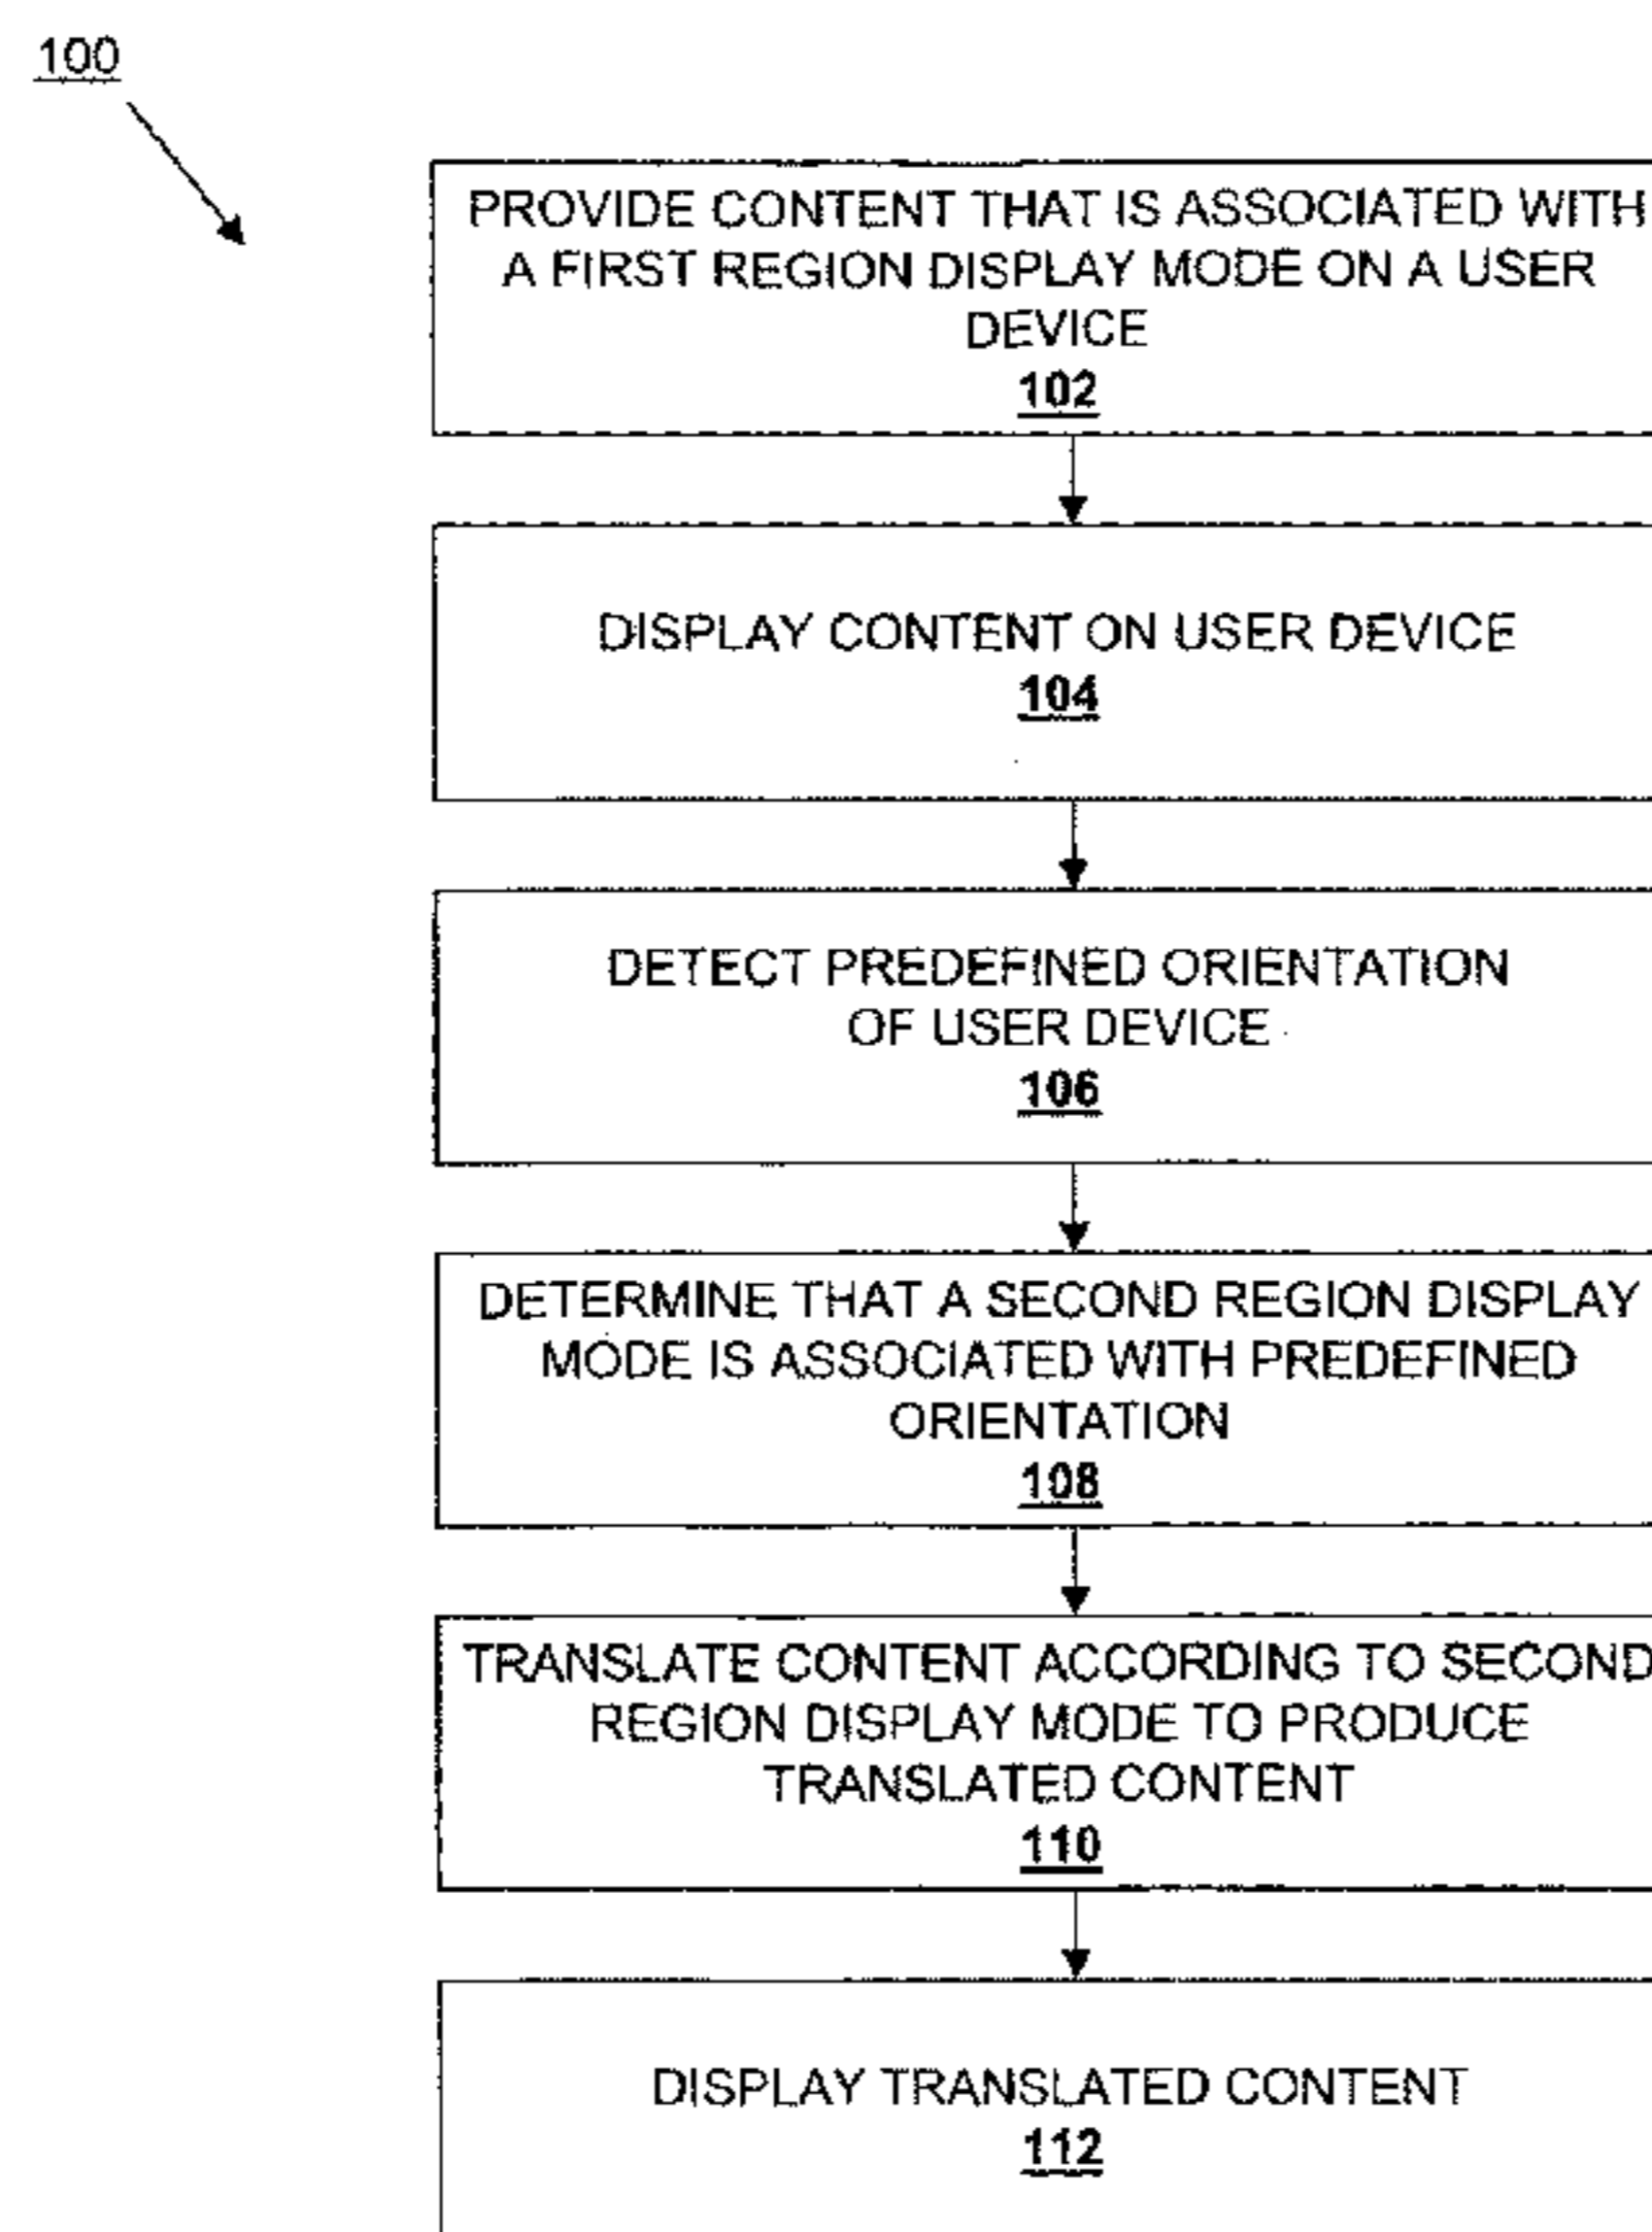 100
PROVIDE CONTENT THAT IS ASSOCIATED WITH
A FIRST REGION DISPLAY MODE ON A USER
DEVICE
102
DISPLAY CONTENT ON USER DEVICE
104
DETECT PREDEFINED ORIENTATION
OF USER DEVICE
106
DETERMINE THAT A SECOND REGION DISPLAY
MODE IS ASSOCIATED WITH PREDEFINED
ORIENTATION
108
TRANSLATE CONTENT ACCORDING TO SECOND
REGION DISPLAY MODE TO PRODUCE
TRANSLATED CONTENT
110
DISPLAY TRANSLATED CONTENT
112